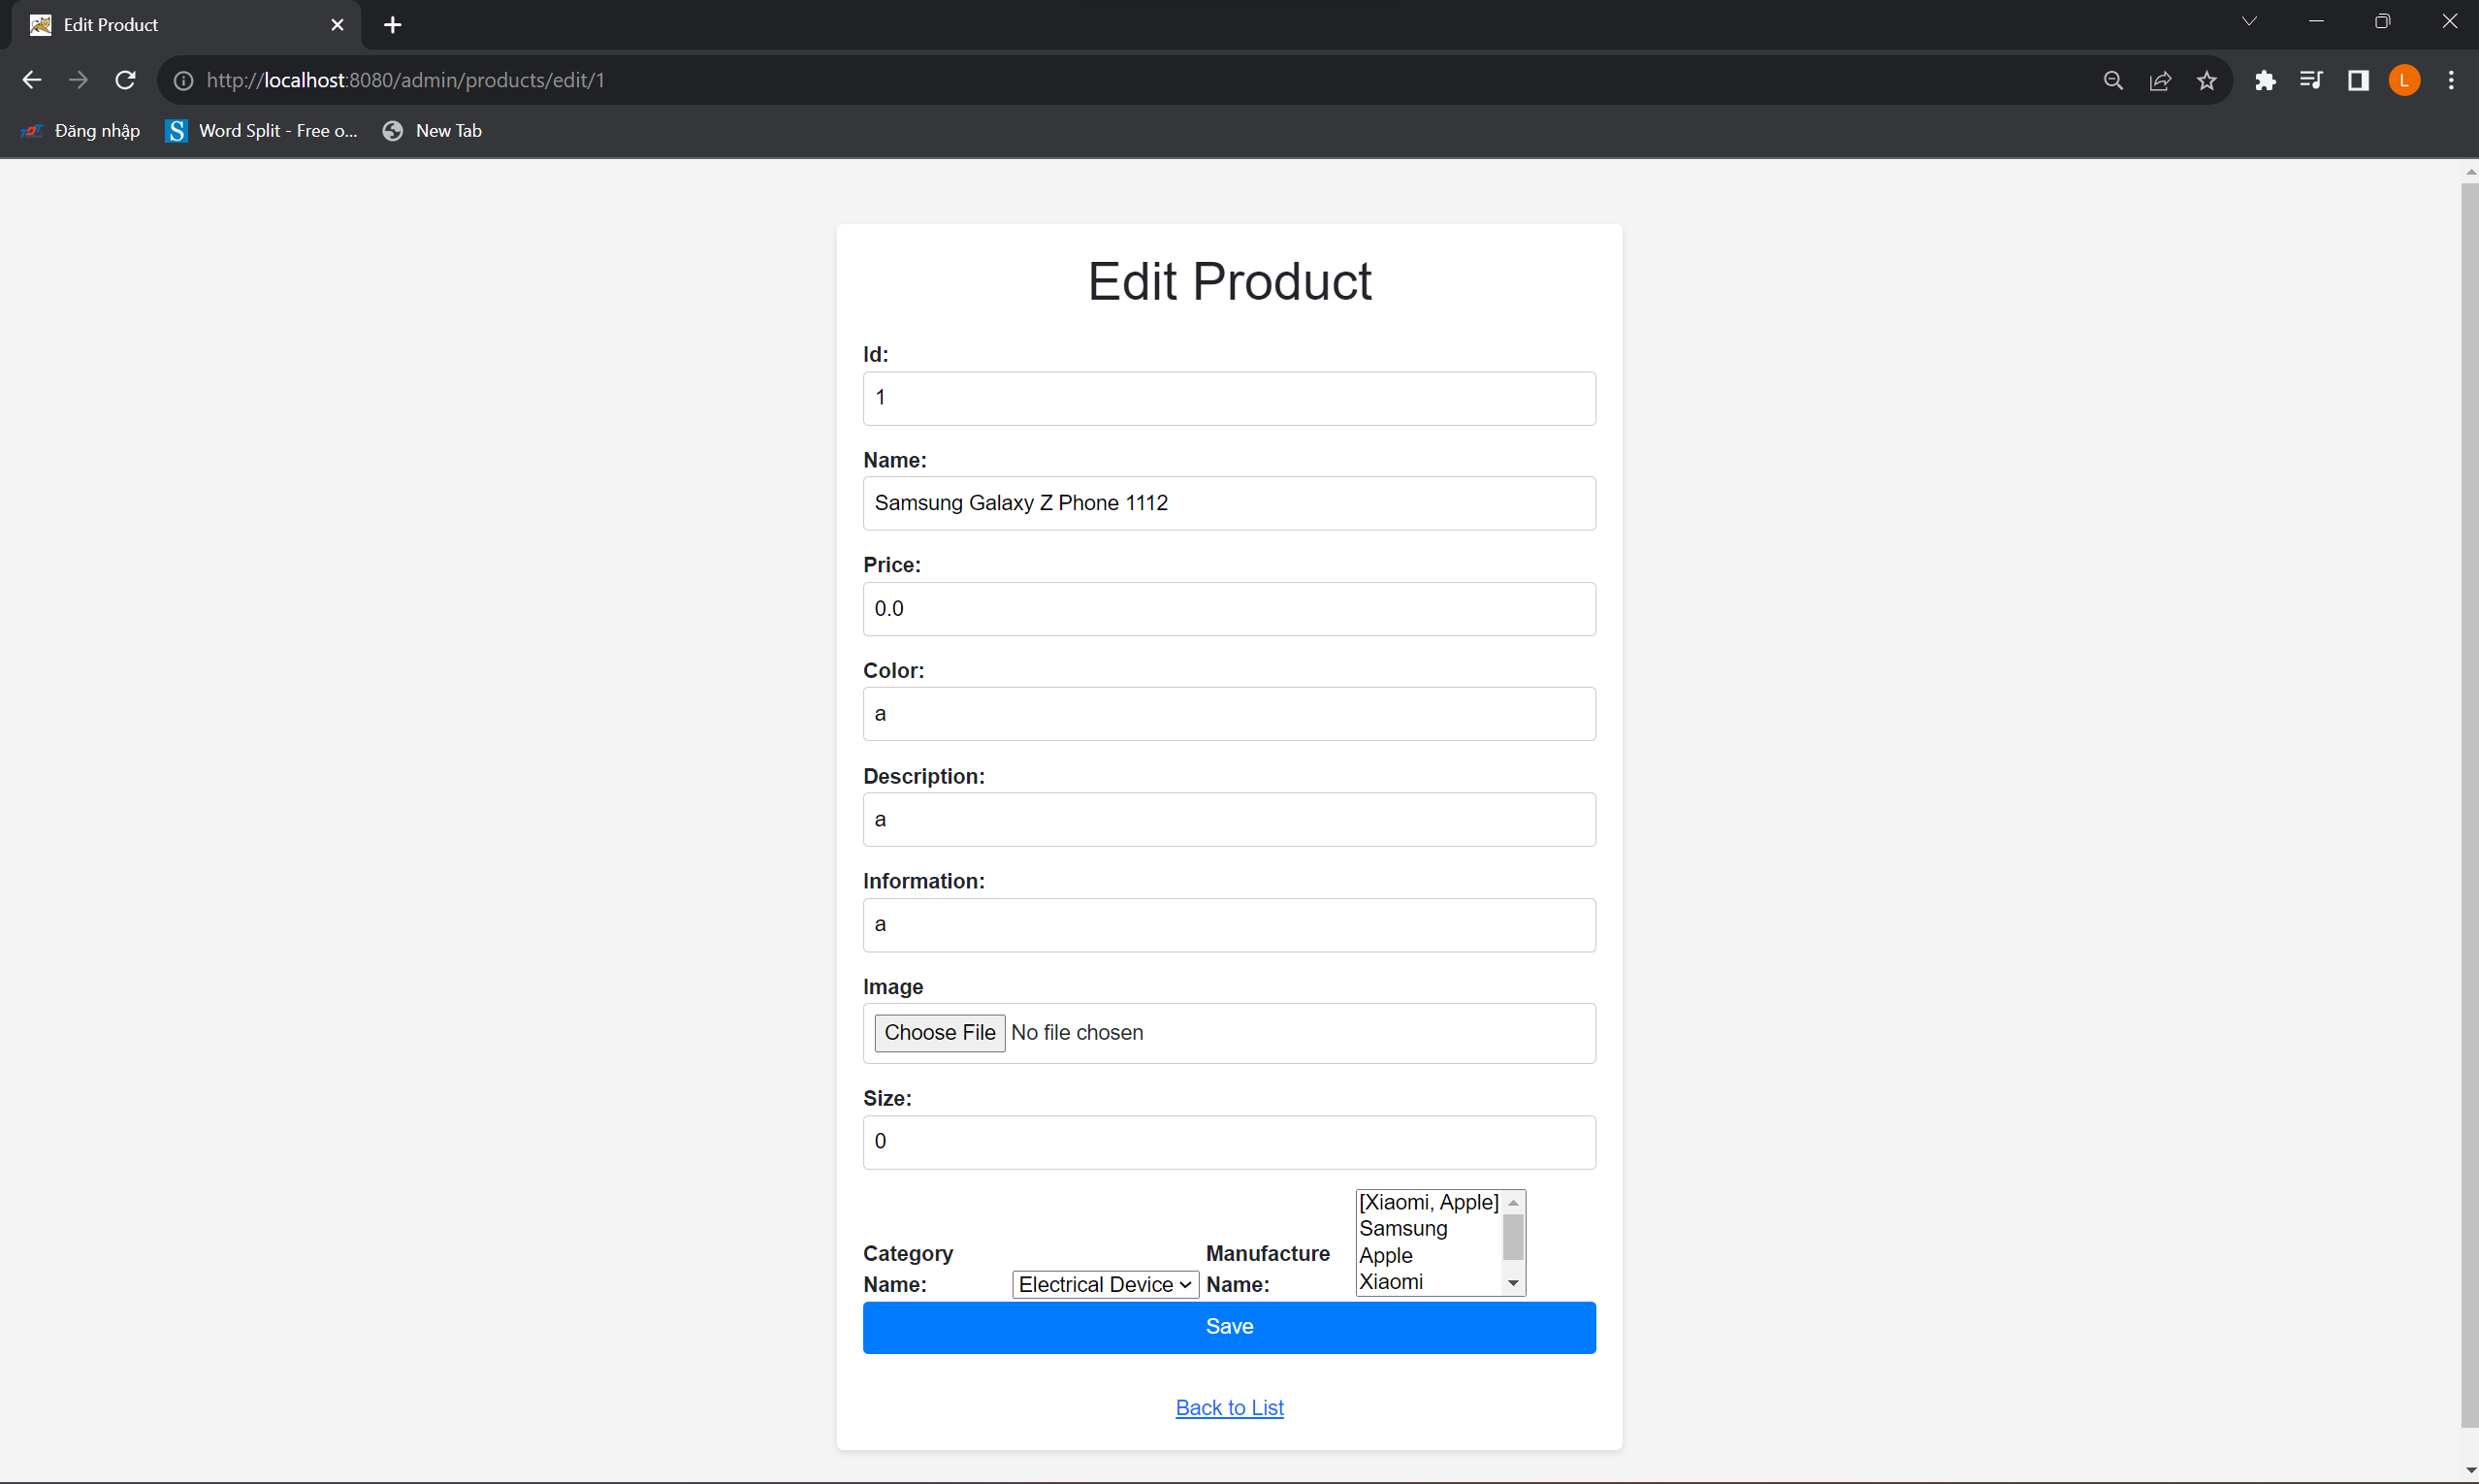 Edit Product
http://localhost:8080/admin/products/edit/1
L
Đăng nhập
S Word Split - Free o...
New Tab
Edit Product
Id:
1
Name:
Samsung Galaxy Z Phone 1112
Price:
0.0
Color:
a
Description:
a
Information:
a
Image
Choose File No file chosen
Size:
0
Category Name:
Electrical Device
Manufacture Name:
[Xiaomi, Apple]
Samsung
Apple
Xiaomi
Save
Back to List